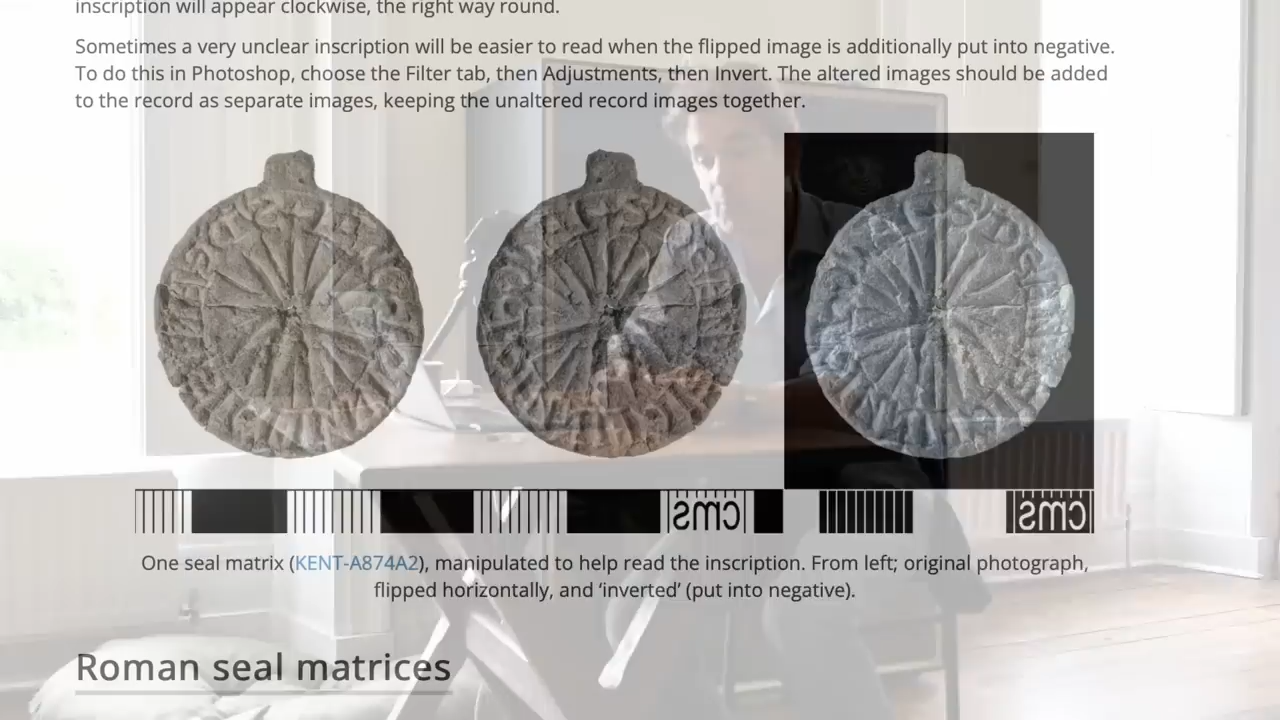 inscription will appear clockwise, the right way round.
Sometimes a very unclear inscription will be easier to read when the flipped image is additionally put into negative.
To do this in Photoshop, choose the Filter tab, then Adjustments, then Invert. The altered images should be added
to the record as separate images, keeping the unaltered record images together.
cms cms
One seal matrix (KENT-A874A2), manipulated to help read the inscription. From left; original photograph,
flipped horizontally, and ‘inverted’ (put into negative).
Roman seal matrices